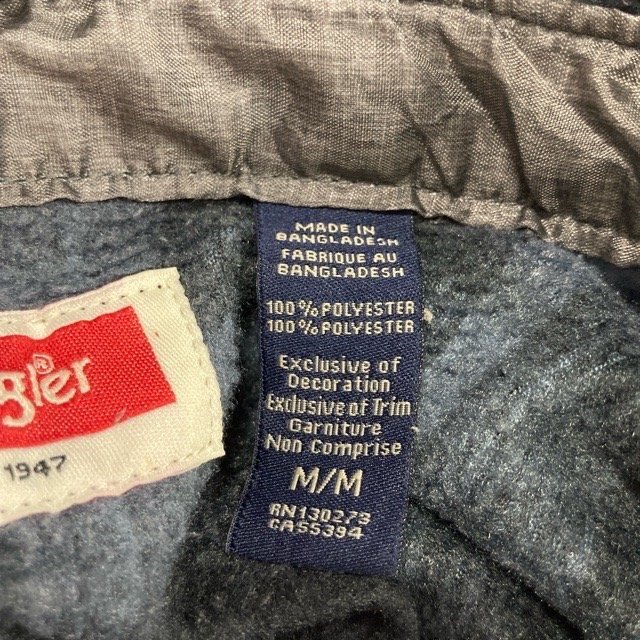 MADE IN
BANGLADESH
FABRIQUE AU
BANGLADESH
100% POLYESTER
100% POLYESTER
Exclusive of
Decoration
Exclusive of Trim
Garniture
Non Comprise
M/M
RN130273
CA55394
gler®
1947